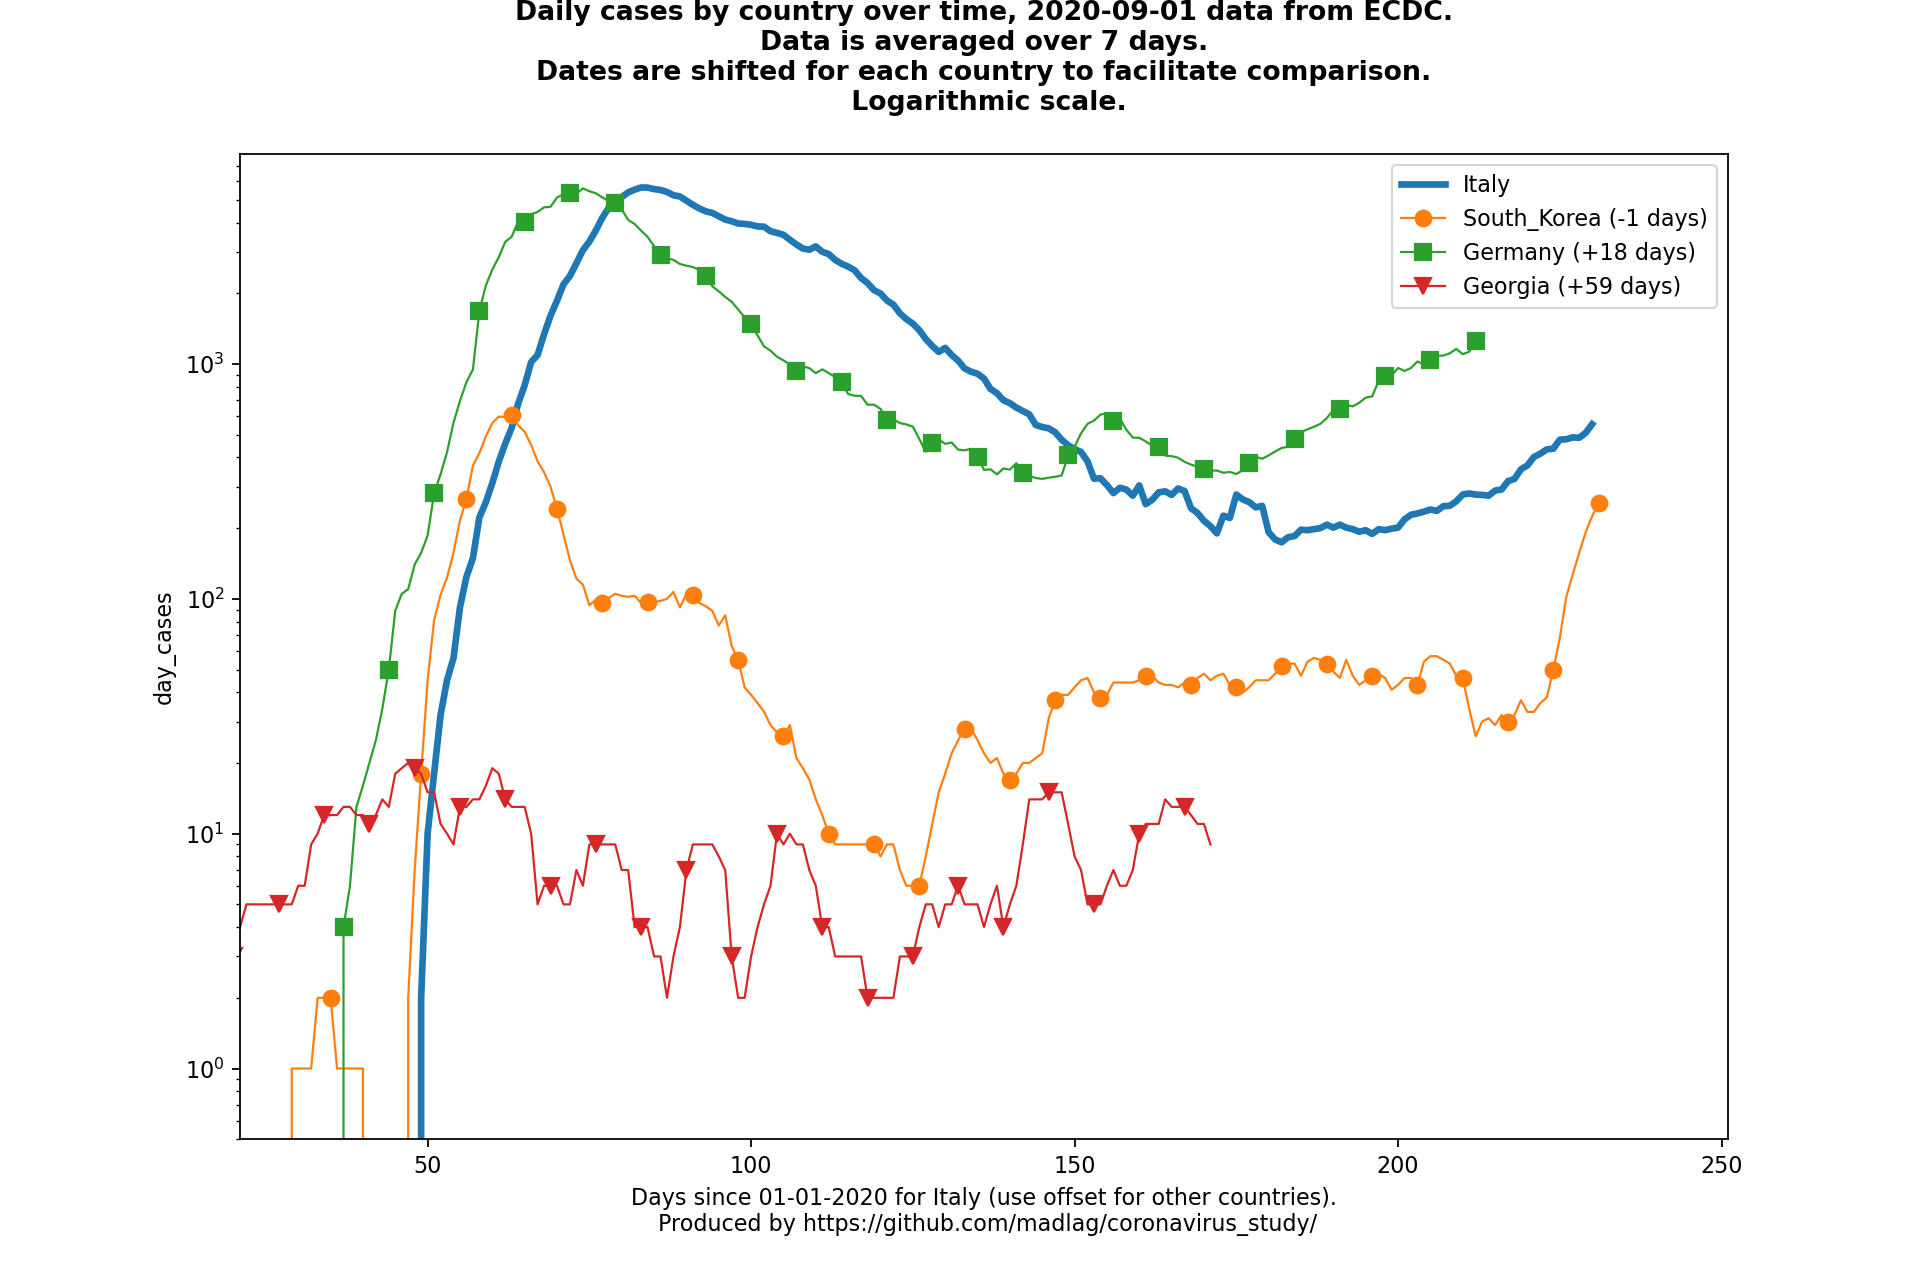 Daily cases by country over time, 2020-09-01 data from ECDC.
Data is averaged over 7 days.
Dates are shifted for each country to facilitate comparison.
Logarithmic scale.
Italy
South_Korea (-1 days)
Germany (+18 days)
Georgia (+59 days)
day_cases
10³
10²
10¹
10⁰
50
100
150
200
250
Days since 01-01-2020 for Italy (use offset for other countries).
Produced by https://github.com/madlag/coronavirus_study/